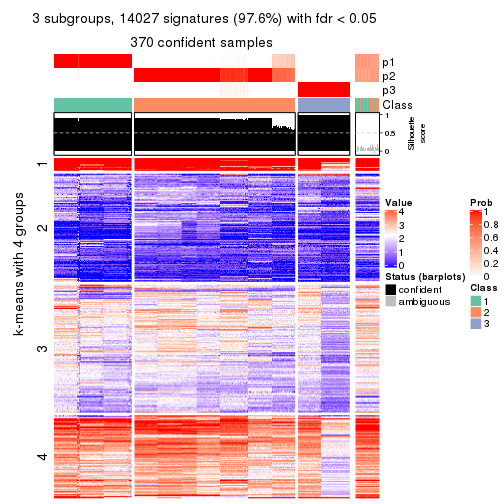 3 subgroups, 14027 signatures (97.6%) with fdr < 0.05
370 confident samples
p1
p2
p3
Class
1
0.5
0
Silhouette
score
k-means with 4 groups
1
2
3
4
Value
4
3
2
1
0
Status (barplots)
confident
ambiguous
Prob
1
0.8
0.6
0.4
0.2
0
Class
1
2
3